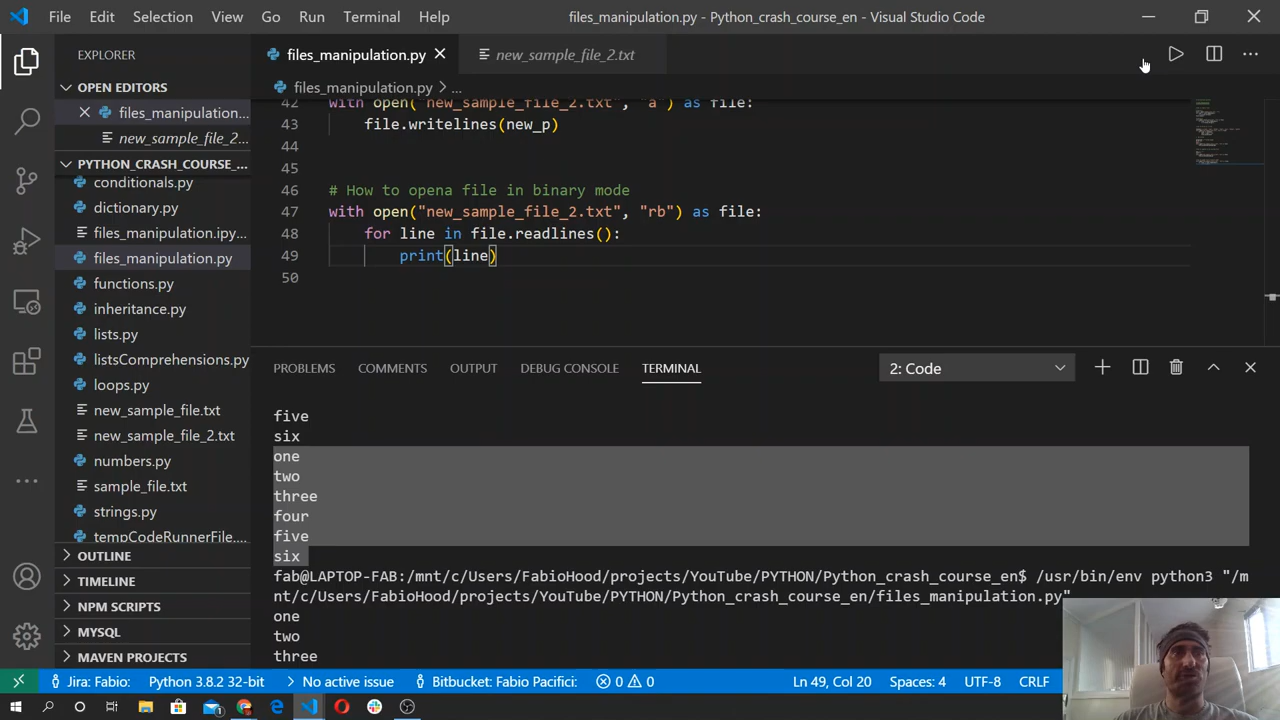 File Edit Selection View Go Run Terminal Help files_manipulation.py - Python_crash_course_en - Visual Studio Code
EXPLORER
OPEN EDITORS
files_manipulation...
new_sample_file_2...
PYTHON_CRASH_COURSE_...
conditionals.py
dictionary.py
files_manipulation.ipy...
files_manipulation.py
functions.py
inheritance.py
lists.py
listsComprehensions.py
loops.py
new_sample_file.txt
new_sample_file_2.txt
numbers.py
sample_file.txt
strings.py
tempCodeRunnerFile....
OUTLINE
TIMELINE
NPM SCRIPTS
MYSQL
MAVEN PROJECTS
files_manipulation.py new_sample_file_2.txt
files_manipulation.py > ...
42 with open("new_sample_file_2.txt", "a") as file:
43 file.writelines(new_p)
44
45
46 # How to opena file in binary mode
47 with open("new_sample_file_2.txt", "rb") as file:
48 for line in file.readlines():
49 print(line)
50
PROBLEMS COMMENTS OUTPUT DEBUG CONSOLE TERMINAL 2: Code
five
six
one
two
three
four
five
six
fab@LAPTOP-FAB:/mnt/c/Users/FabioHood/projects/YouTube/PYTHON/Python_crash_course_en$ /usr/bin/env python3 "/m
nt/c/Users/FabioHood/projects/YouTube/PYTHON/Python_crash_course_en/files_manipulation.py"
one
two
three
Jira: Fabio: Python 3.8.2 32-bit No active issue Bitbucket: Fabio Pacifici: 0 0 Ln 49, Col 20 Spaces: 4 UTF-8 CRLF